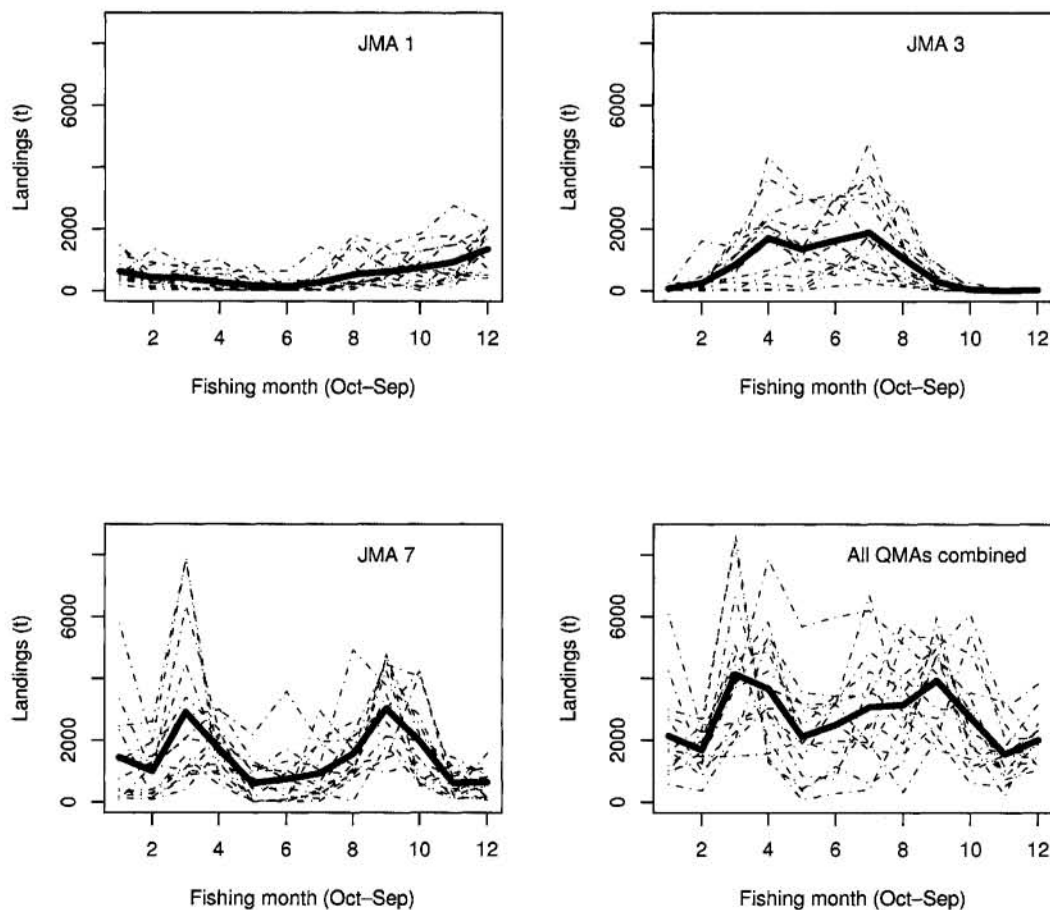 JMA 1
Landings (t)
6000
2000
0
2 4 6 8 10 12
Fishing month (Oct–Sep)
JMA 3
Landings (t)
6000
2000
0
2 4 6 8 10 12
Fishing month (Oct–Sep)
JMA 7
Landings (t)
6000
2000
0
2 4 6 8 10 12
Fishing month (Oct–Sep)
All QMAs combined
Landings (t)
6000
2000
0
2 4 6 8 10 12
Fishing month (Oct–Sep)